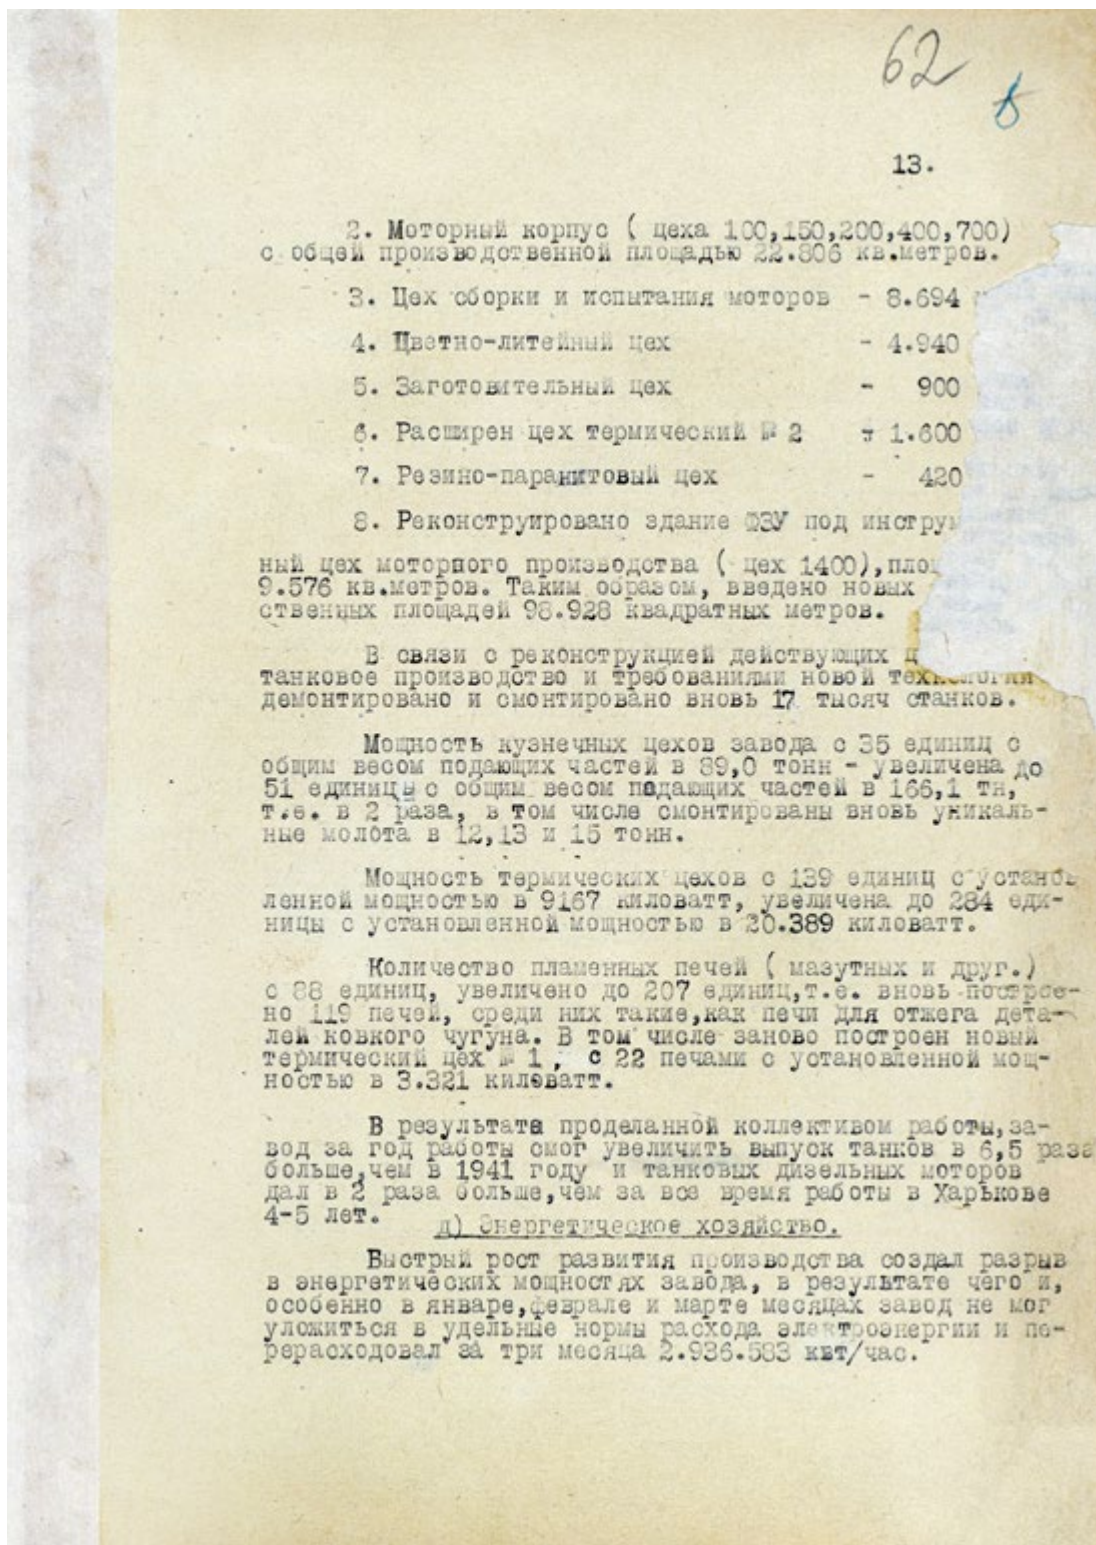 62
13.
2. Моторный корпус ( цеха 100,150,200,400,700)
с общей производственной площадью 22.806 кв.метров.
3. Цех сборки и испытания моторов - 8.694
4. Цветно-литейный цех - 4.940
5. Заготовительный цех - 900
6. Расширен цех термический № 2 - 1.600
7. Резино-паранитовый цех - 420
8. Реконструировано здание ФЗУ под инстру
ный цех моторного производства ( цех 1400),пло
9.576 кв.метров. Таким образом, введено новых
ственных площадей 98.928 квадратных метров.
В связи с реконструкцией действующих ц
танковое производство и требованиями новой технологии
демонтировано и смонтировано вновь 17 тысяч станков.
Мощность кузнечных цехов завода с 35 единиц с
общим весом подающих частей в 89,0 тонн - увеличена до
51 единицы с общим весом падающих частей в 166,1 тн,
т.е. в 2 раза, в том числе смонтированы вновь уникаль-
ные молота в 12,13 и 15 тонн.
Мощность термических цехов с 139 единиц с установ
ленной мощностью в 9167 киловатт, увеличена до 284 еди-
ницы с установленной мощностью в 20.389 киловатт.
Количество пламенных печей ( мазутных и друг.)
с 88 единиц, увеличено до 207 единиц,т.е. вновь построе-
но 119 печей, среди них такие,как печи для отжега дета-
лей ковкого чугуна. В том числе заново построен новый
термический цех № 1, с 22 печами с установленной мощ-
ностью в 3.321 киловатт.
В результате проделанной коллективом работы,за-
вод за год работы смог увеличить выпуск танков в 6,5 раза
больше,чем в 1941 году и танковых дизельных моторов
дал в 2 раза больше,чем за все время работы в Харькове
4-5 лет.
д) Энергетическое хозяйство.
Быстрый рост развития производства создал разрыв
в энергетических мощностях завода, в результате чего и,
особенно в январе,феврале и марте месяцах завод не мог
уложиться в удельные нормы расхода электроэнергии и пе-
рерасходовал за три месяца 2.936.583 квт/час.